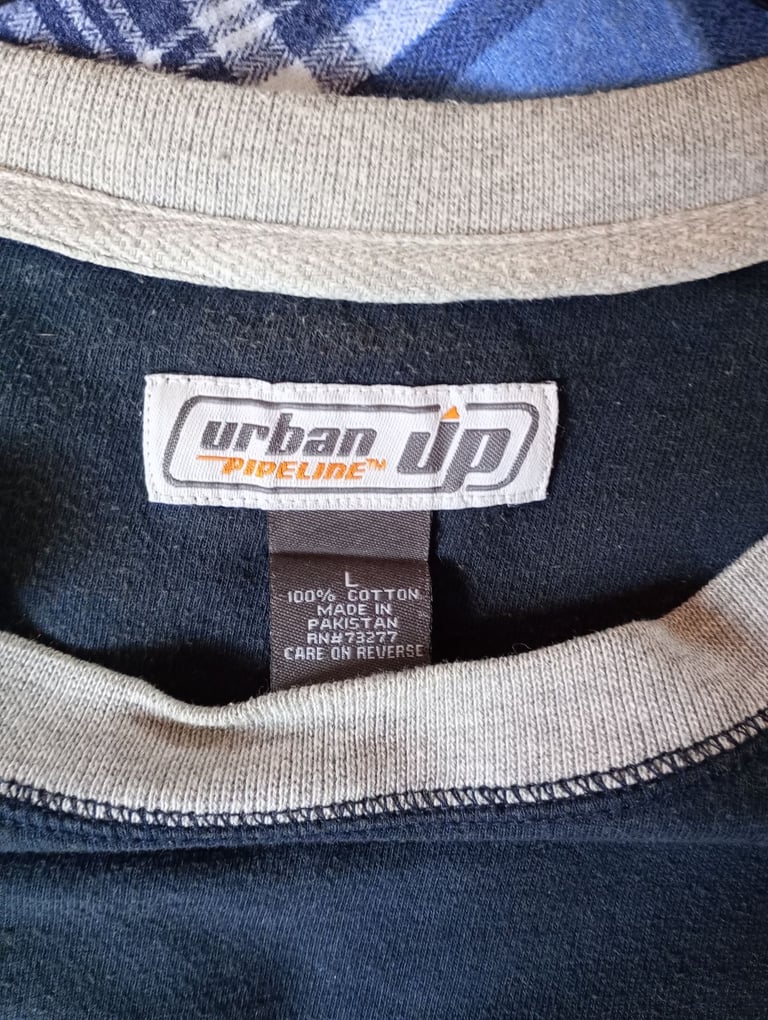 urban up
PIPELINE™
L
100% COTTON
MADE IN
PAKISTAN
RN#73277
CARE ON REVERSE